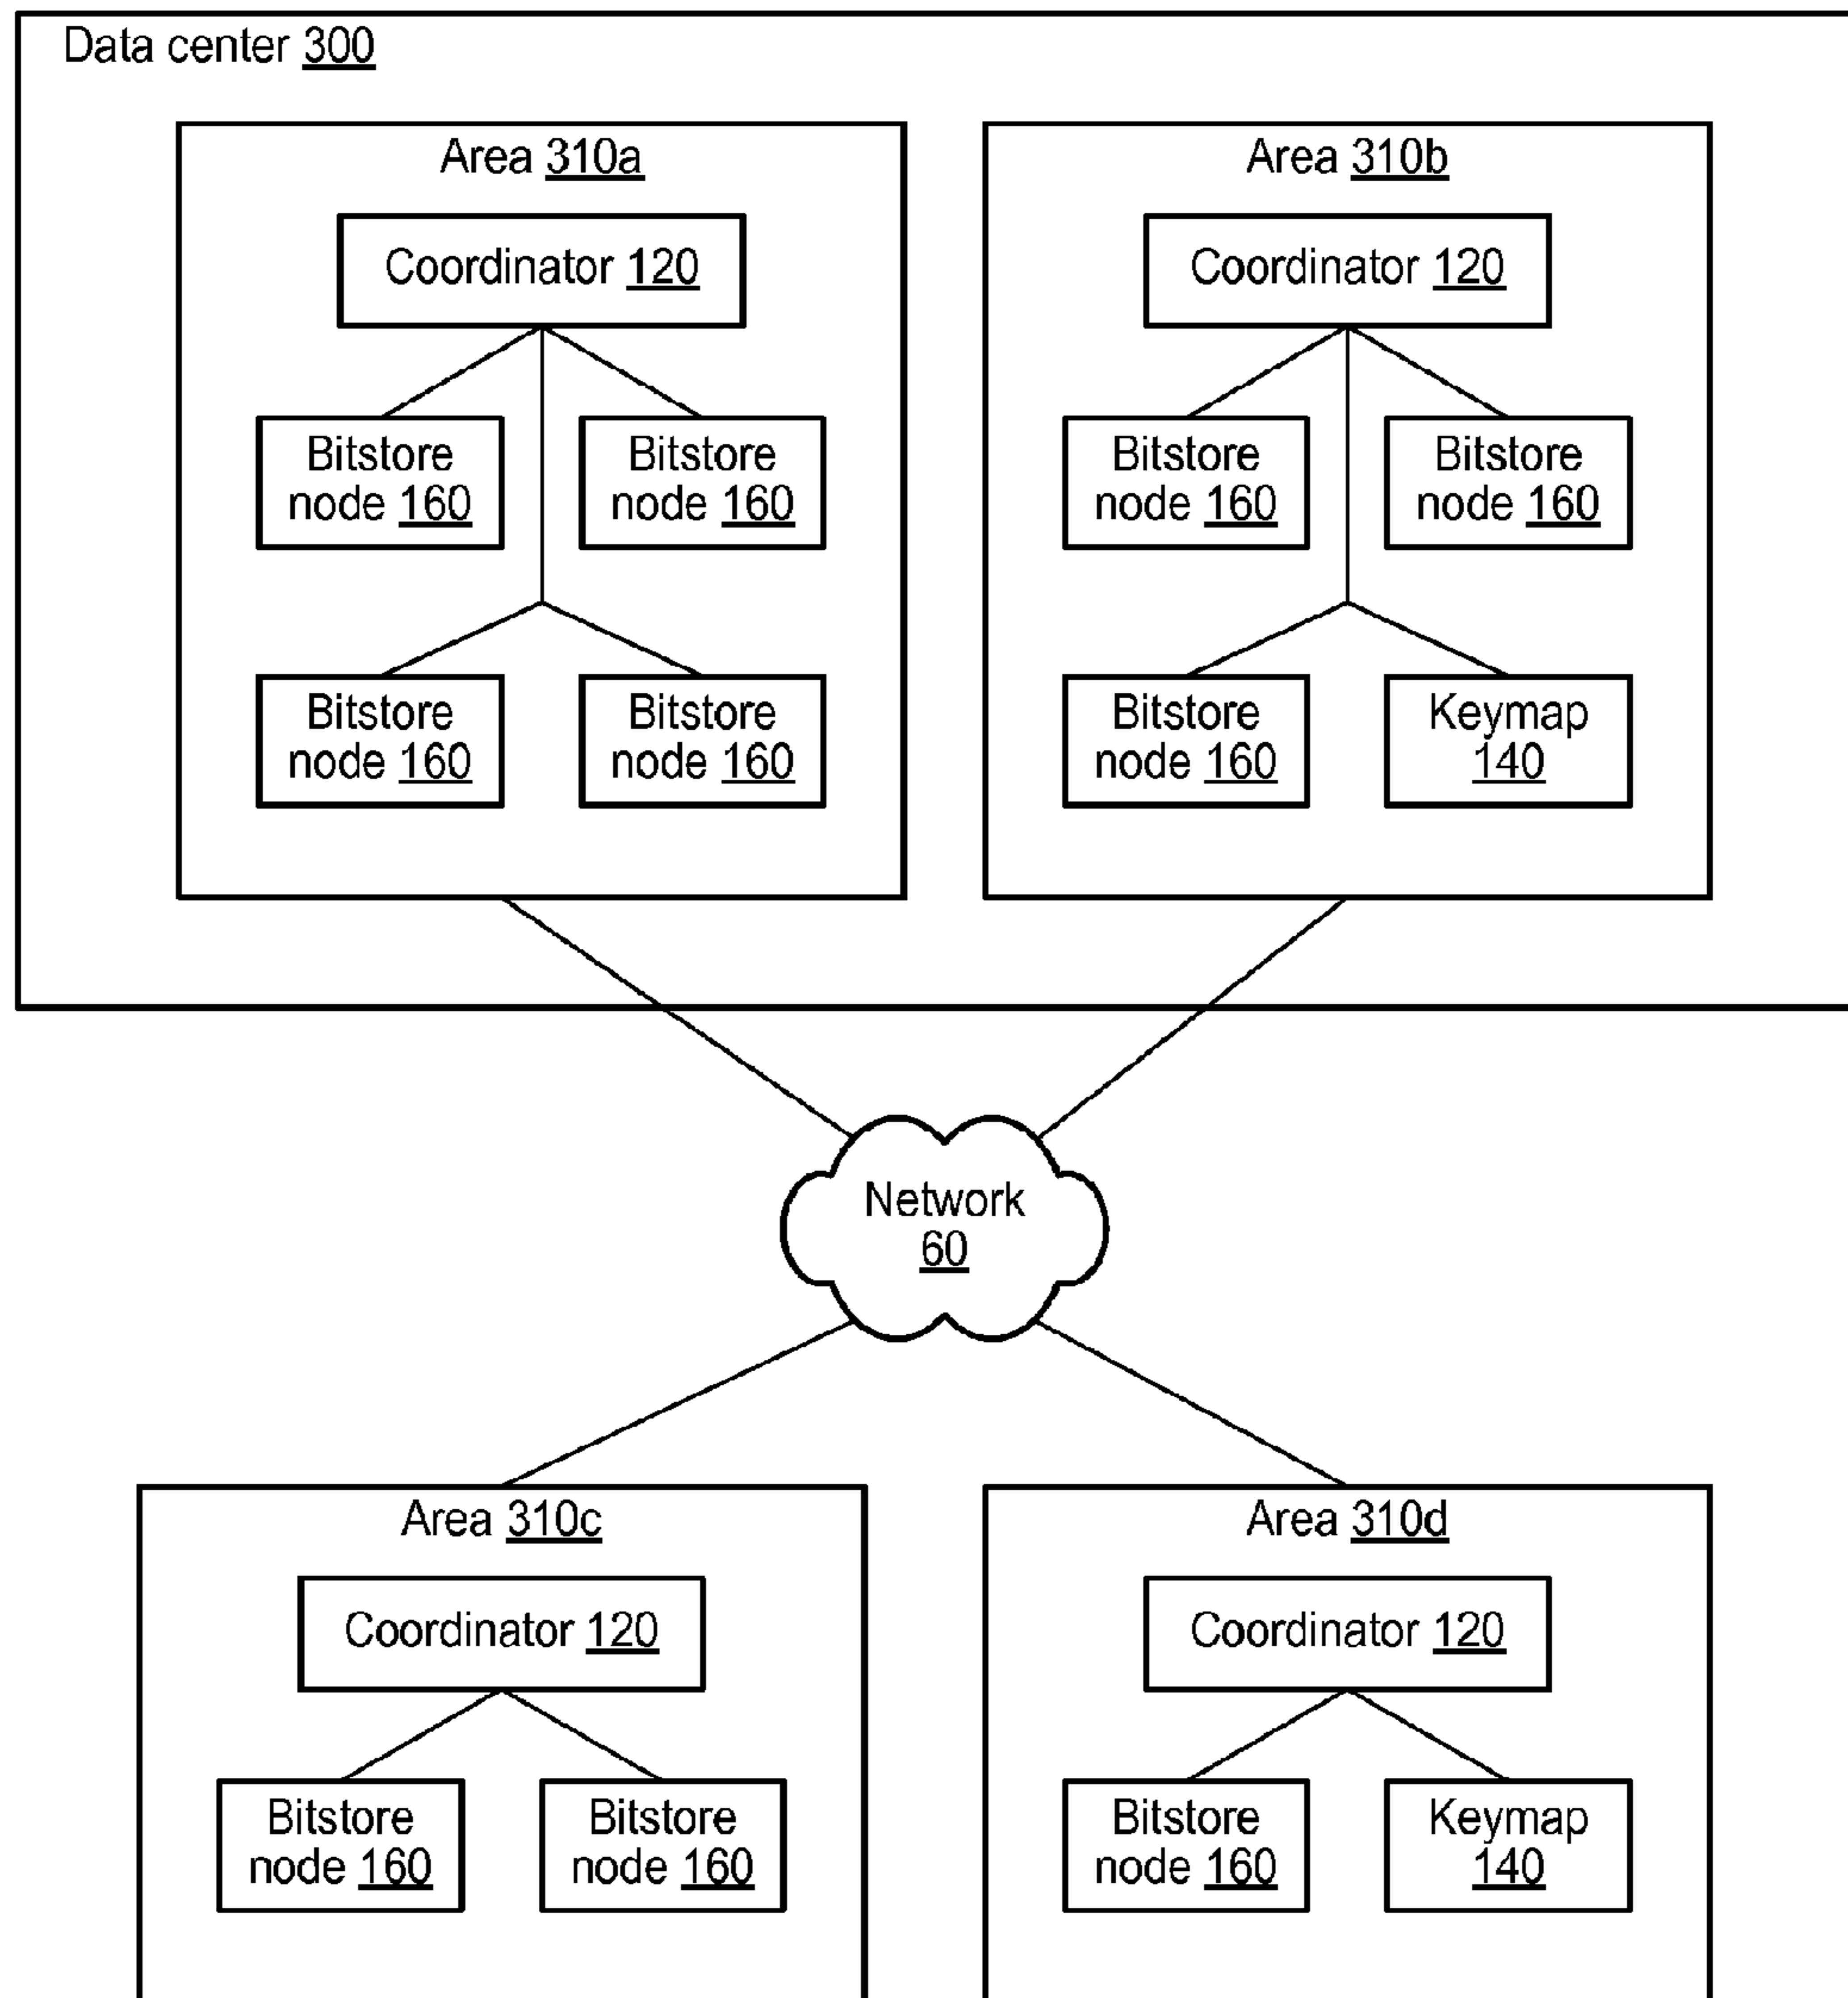 Data center 300
Area 310a
Coordinator 120
Bitstore
node 160
Bitstore
node 160
Bitstore
node 160
Bitstore
node 160
Area 310b
Coordinator 120
Bitstore
node 160
Bitstore
node 160
Bitstore
node 160
Keymap
140
Network
60
Area 310c
Coordinator 120
Bitstore
node 160
Bitstore
node 160
Area 310d
Coordinator 120
Bitstore
node 160
Keymap
140